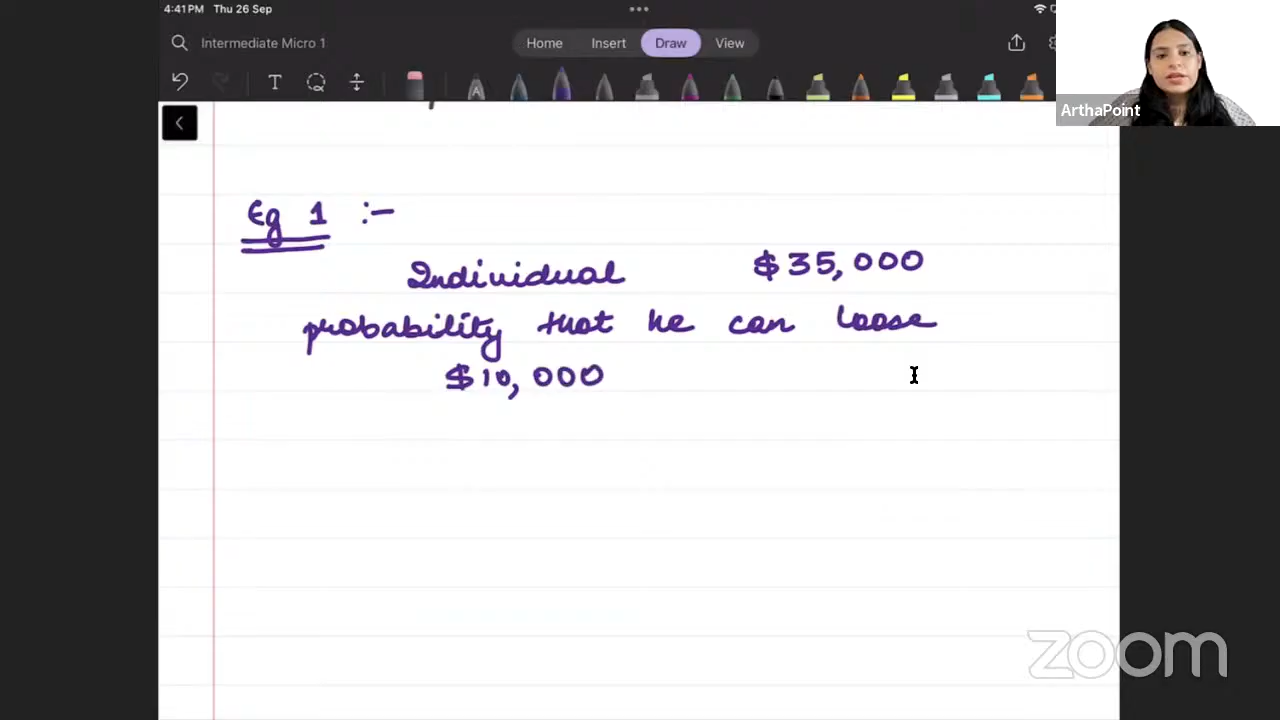 4:41 PM Thu 26 Sep
Intermediate Micro 1
Home Insert Draw View
T
A
ArthaPoint
Eg 1 :-
Individual $35,000
probability that he can loose
$10,000
zoom